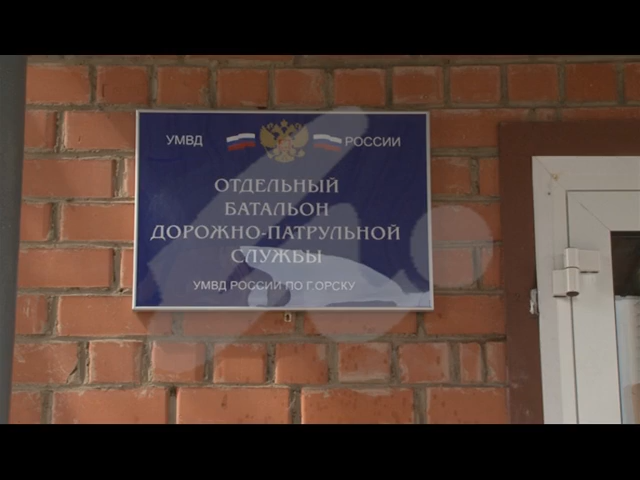 УМВД РОССИИ
ОТДЕЛЬНЫЙ
БАТАЛЬОН
ДОРОЖНО-ПАТРУЛЬНОЙ
СЛУЖБЫ
УМВД РОССИИ ПО Г. ОРСКУ